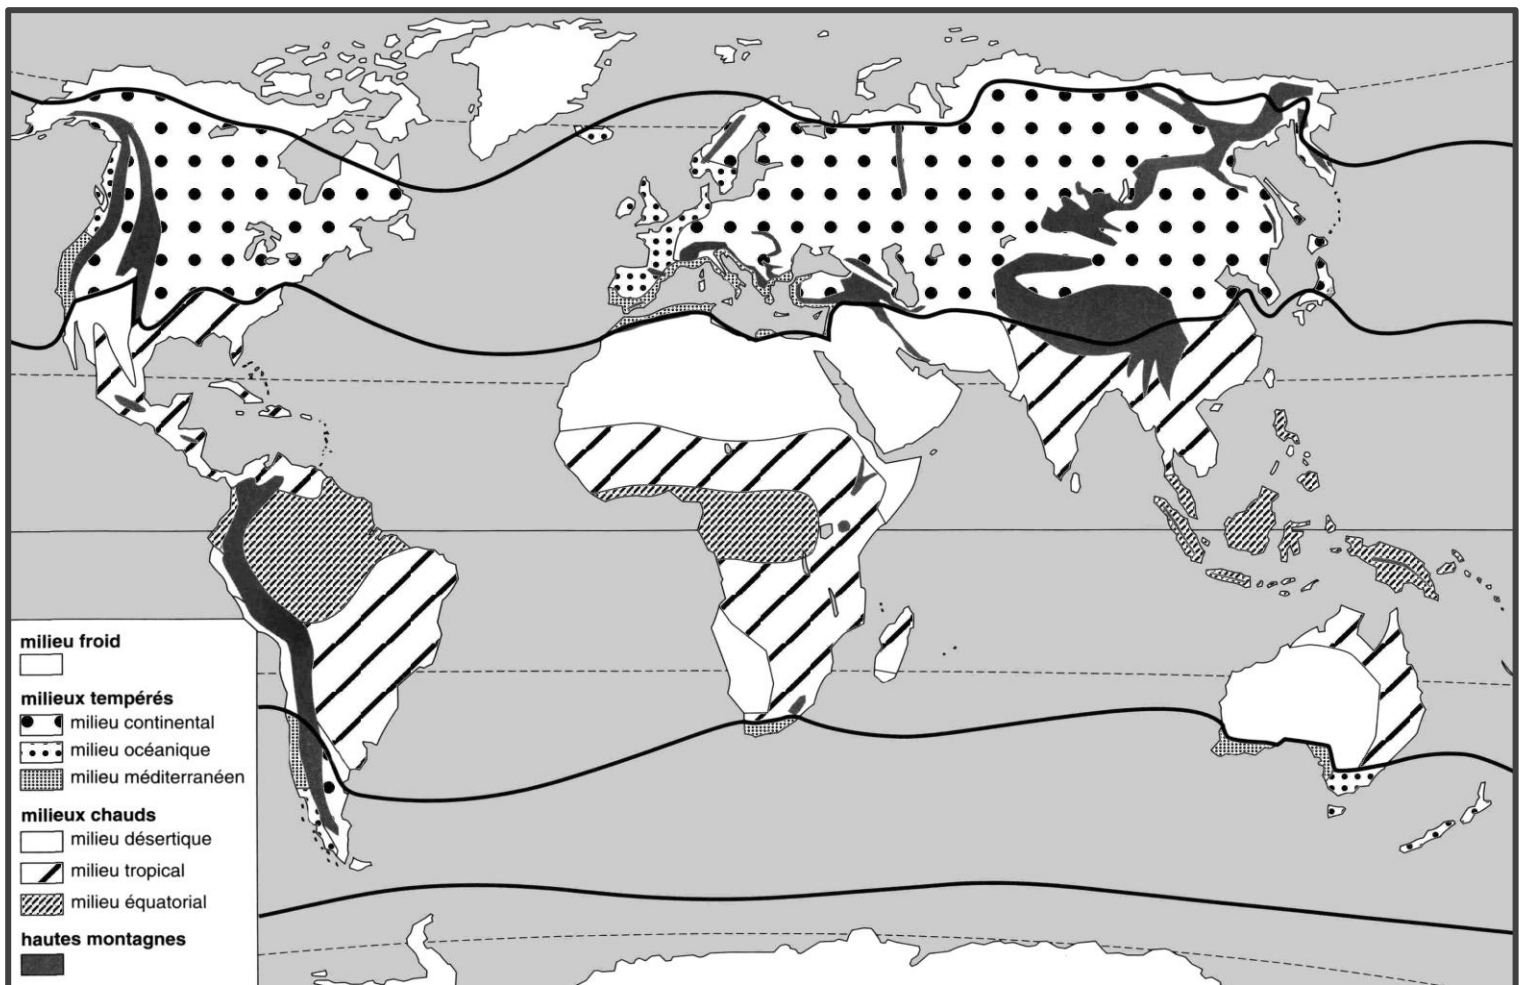 milieu froid
milieux tempérés
milieu continental
milieu océanique
milieu méditerranéen
milieux chauds
milieu désertique
milieu tropical
milieu équatorial
hautes montagnes